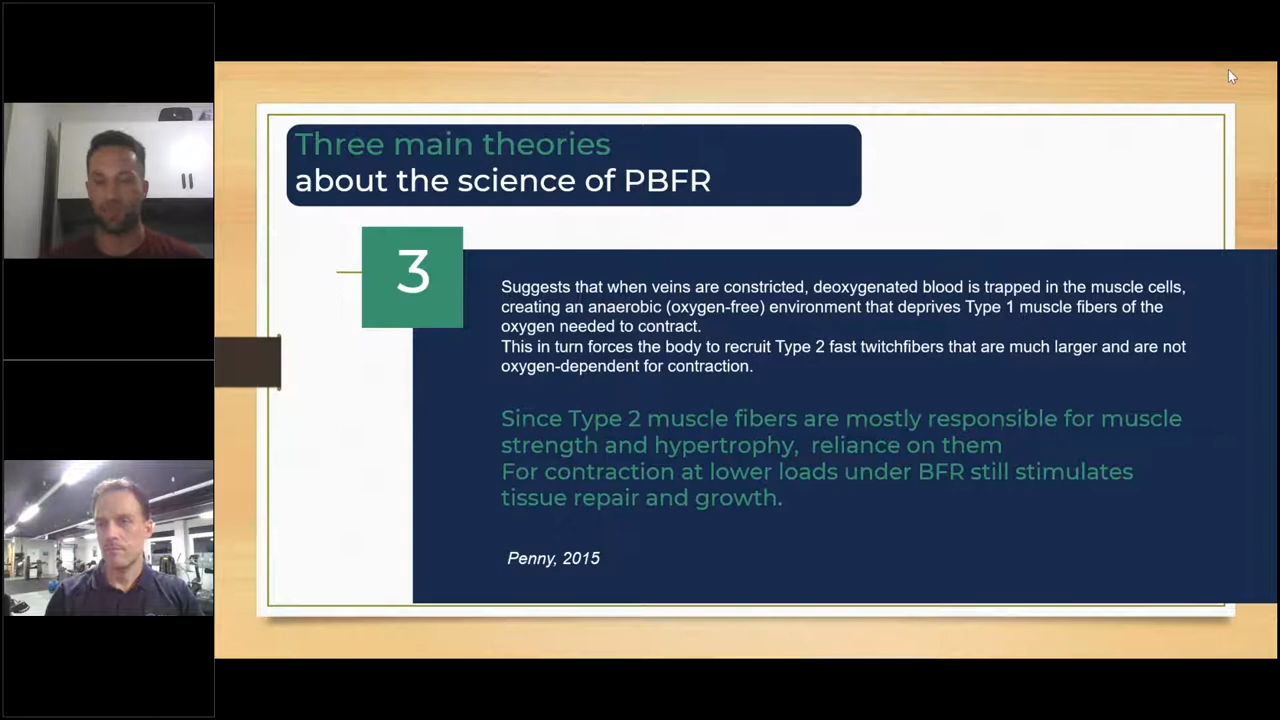 Three main theories
about the science of PBFR
3
Suggests that when veins are constricted, deoxygenated blood is trapped in the muscle cells,
creating an anaerobic (oxygen-free) environment that deprives Type 1 muscle fibers of the
oxygen needed to contract.
This in turn forces the body to recruit Type 2 fast twitchfibers that are much larger and are not
oxygen-dependent for contraction.
Since Type 2 muscle fibers are mostly responsible for muscle
strength and hypertrophy, reliance on them
For contraction at lower loads under BFR still stimulates
tissue repair and growth.
Penny, 2015